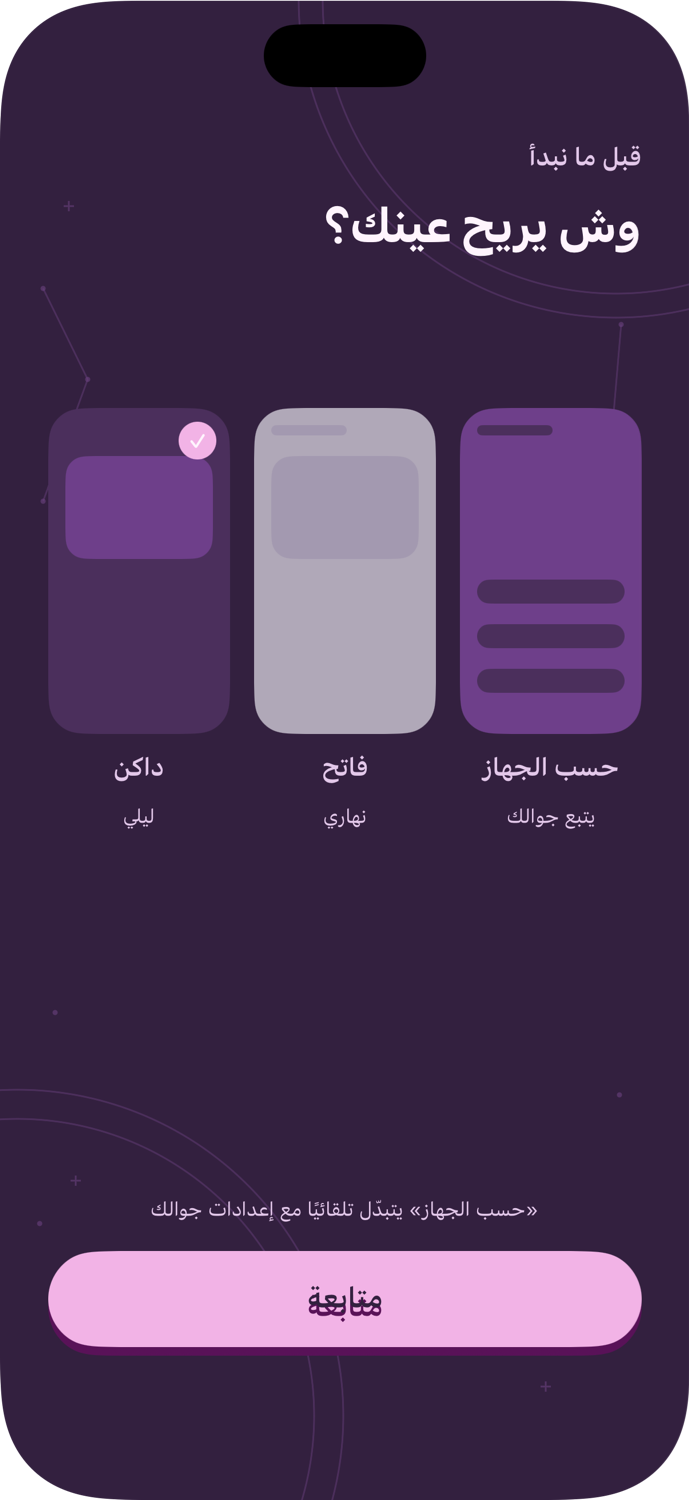 قبل ما نبدأ
وش يريح عينك؟
حسب الجهاز
يتبع جوالك
فاتح
نهاري
داكن
ليلي
«حسب الجهاز» يتبدّل تلقائيًا مع إعدادات جوالك
متابعة